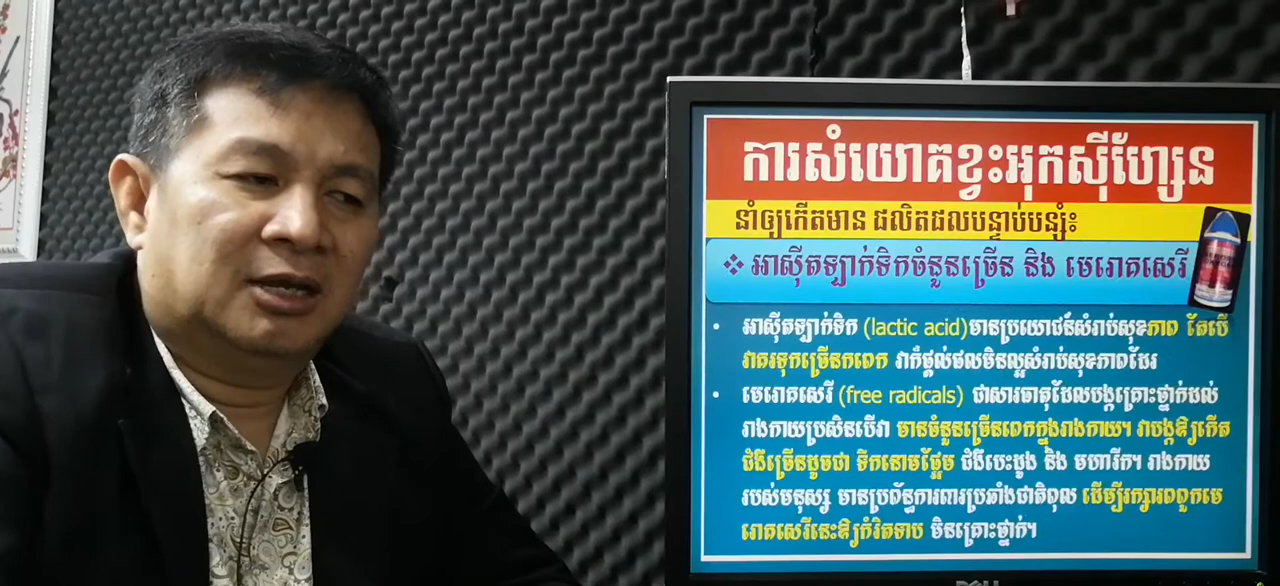 ការសំយោគខ្វះអុកស៊ីហ្សែន
នាំឲ្យកើតមាន ផលិតផលបន្ទាប់បន្សំ៖
❖ អាស៊ីតឡាក់ទិកចំនួនច្រើន និង មេរោគសេរី
• អាស៊ីតឡាក់ទិក (lactic acid)មានប្រយោជន៍សំរាប់សុខភាព តែបើ
វាគរទុកច្រើនកពេក វាក៏ផ្តល់ផលមិនល្អសំរាប់សុខភាពដែរ
• មេរោគសេរី (free radicals) ជាសារធាតុដែលបង្កគ្រោះថ្នាក់ដល់
រាងកាយប្រសិនបើវា មានចំនួនច្រើនពេកក្នុងរាងកាយ។ វាបង្កឱ្យកើត
ជំងឺច្រើនដូចជា ទឹកនោមផ្អែម ជំងឺបេះដូង និង មហារីក។ រាងកាយ
របស់មនុស្ស មានប្រព័ន្ធការពារប្រឆាំងជាតិពុល ដើម្បីរក្សារពពួកមេ
រោគសេរីនេះឱ្យកំរិតទាប មិនគ្រោះថ្នាក់។